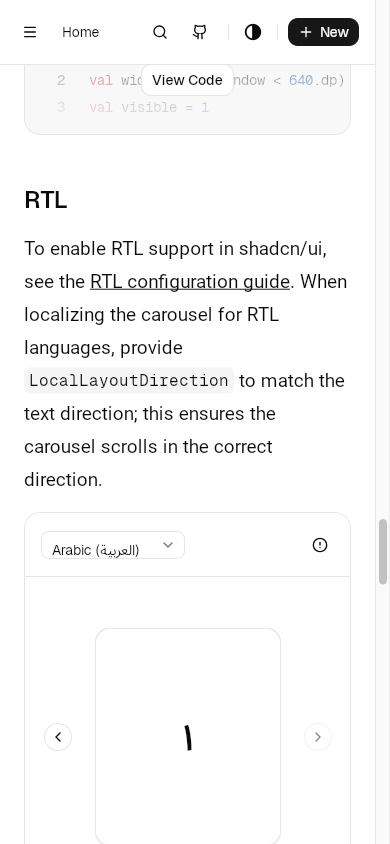 Home
New
2 val wid
ndow < 640.dp)
View Code
3 val visible = 1
RTL
To enable RTL support in shadcn/ui,
see the RTL configuration guide. When
localizing the carousel for RTL
languages, provide
LocalLayoutDirection to match the
text direction; this ensures the
carousel scrolls in the correct
direction.
Arabic (العربية)
١